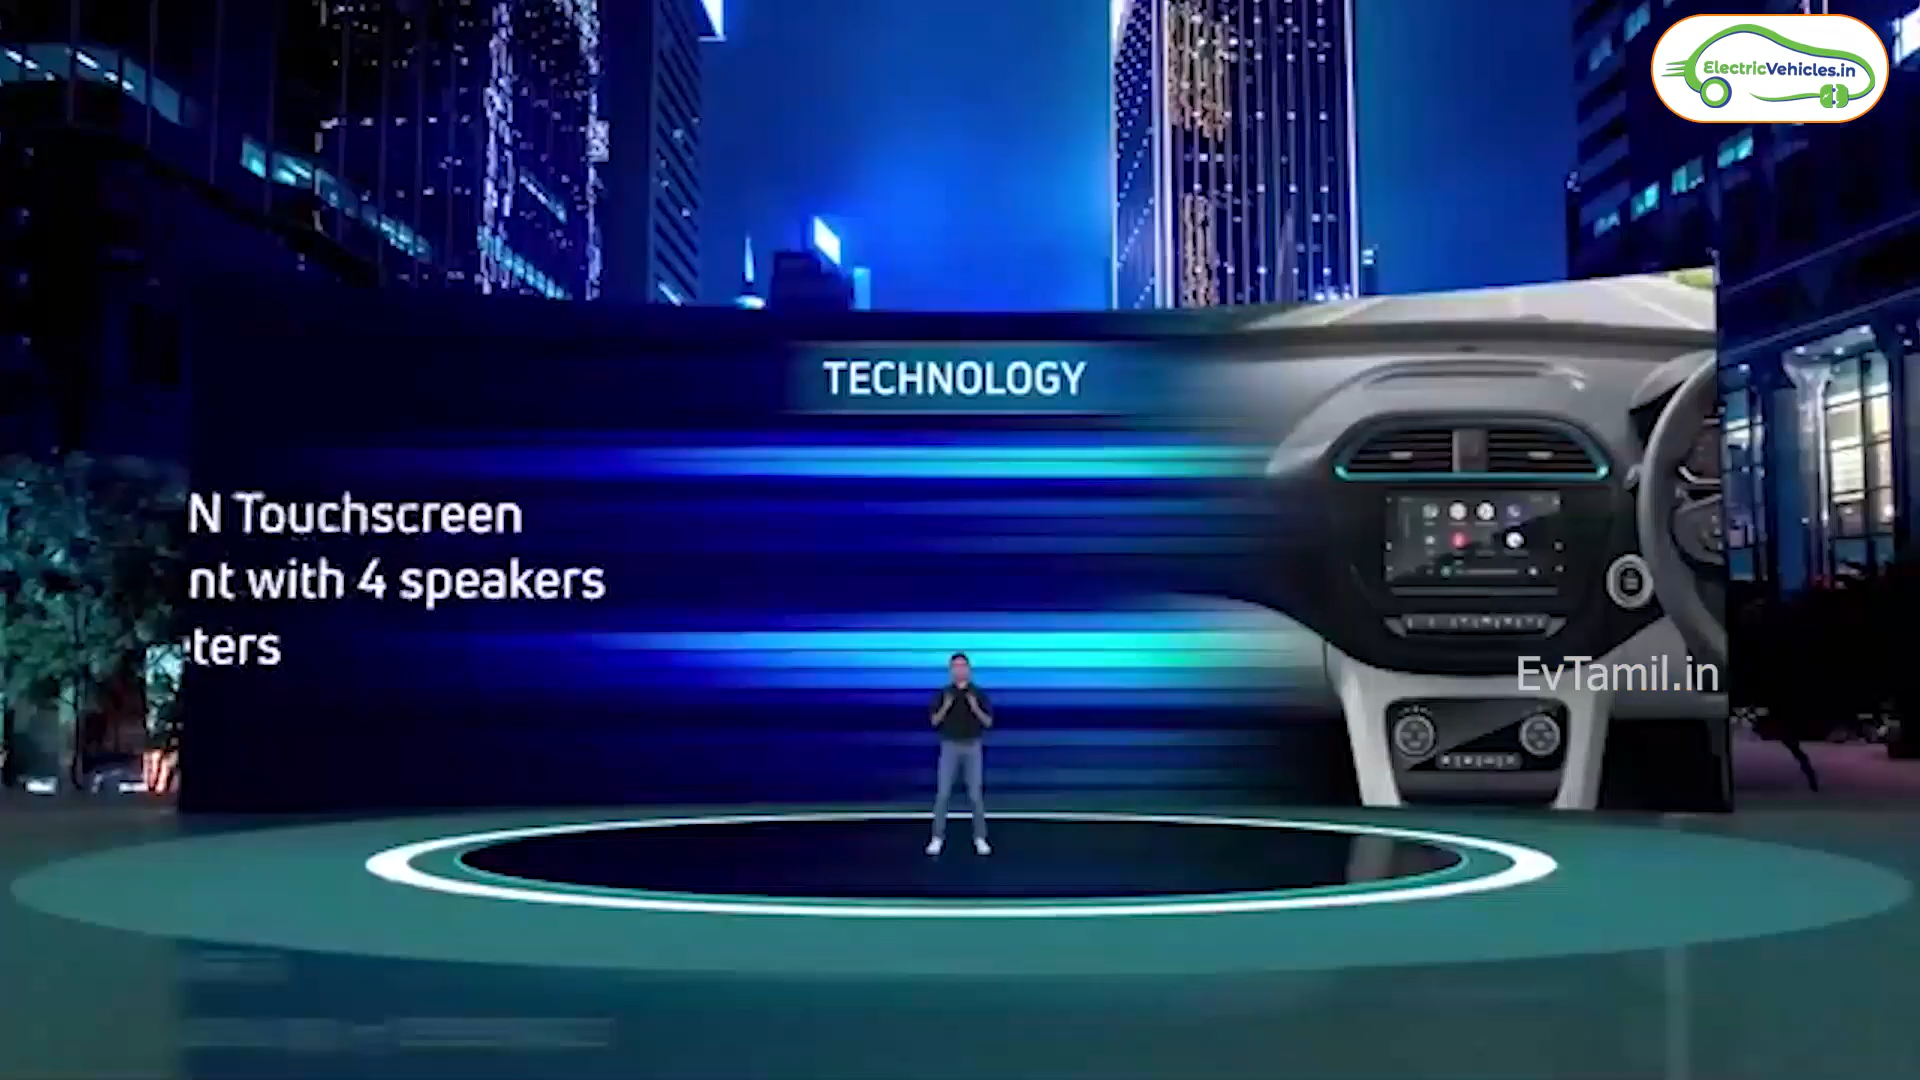 ElectricVehicles.in
TECHNOLOGY
N Touchscreen
nt with 4 speakers
ters
EvTamil.in